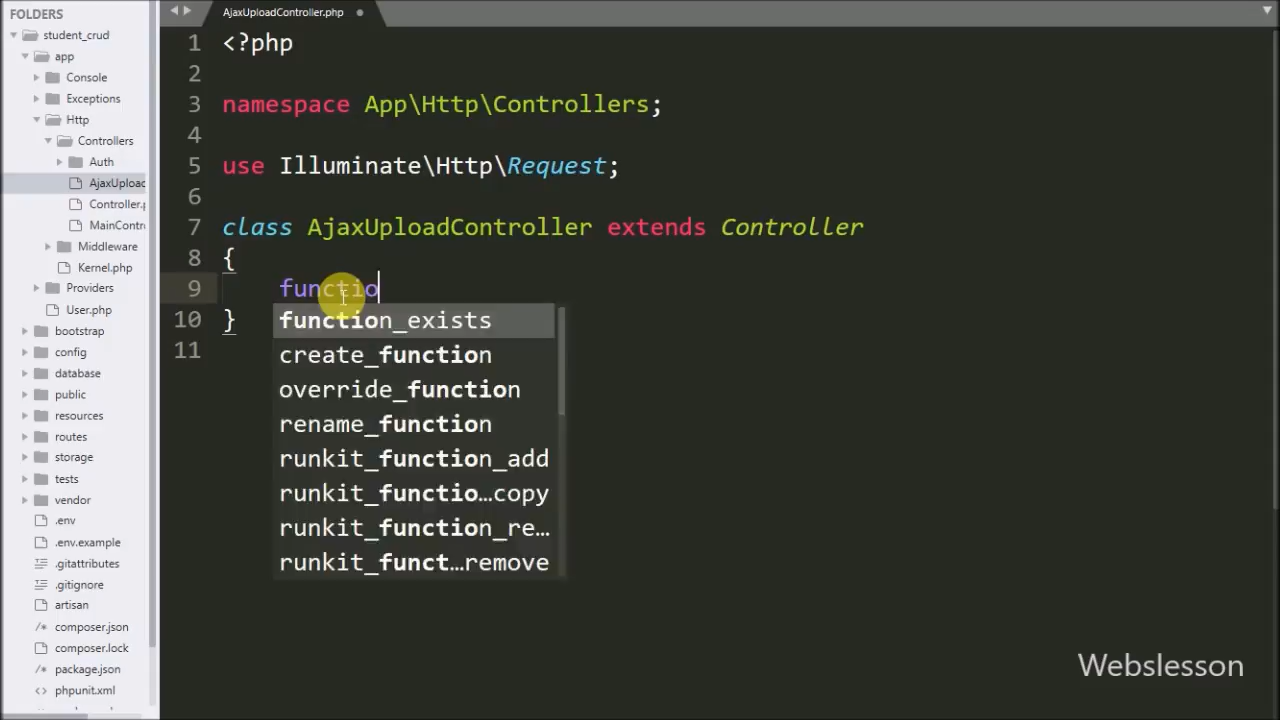 FOLDERS
student_crud
app
Console
Exceptions
Http
Controllers
Auth
AjaxUpload
Controller.p
MainContro
Middleware
Kernel.php
Providers
User.php
bootstrap
config
database
public
resources
routes
storage
tests
vendor
.env
.env.example
.gitattributes
.gitignore
artisan
composer.json
composer.lock
package.json
phpunit.xml
AjaxUploadController.php
1 <?php
2
3 namespace App\Http\Controllers;
4
5 use Illuminate\Http\Request;
6
7 class AjaxUploadController extends Controller
8 {
9 functio
10 }
11
function_exists
create_function
override_function
rename_function
runkit_function_add
runkit_functio…copy
runkit_function_re…
runkit_funct…remove
Webslesson